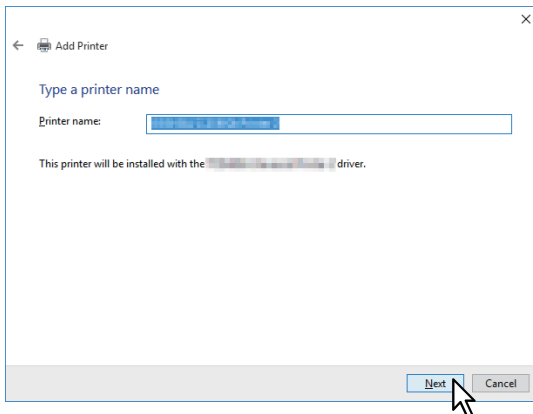 Add Printer
Type a printer name
Printer name:
This printer will be installed with the driver.
Next Cancel